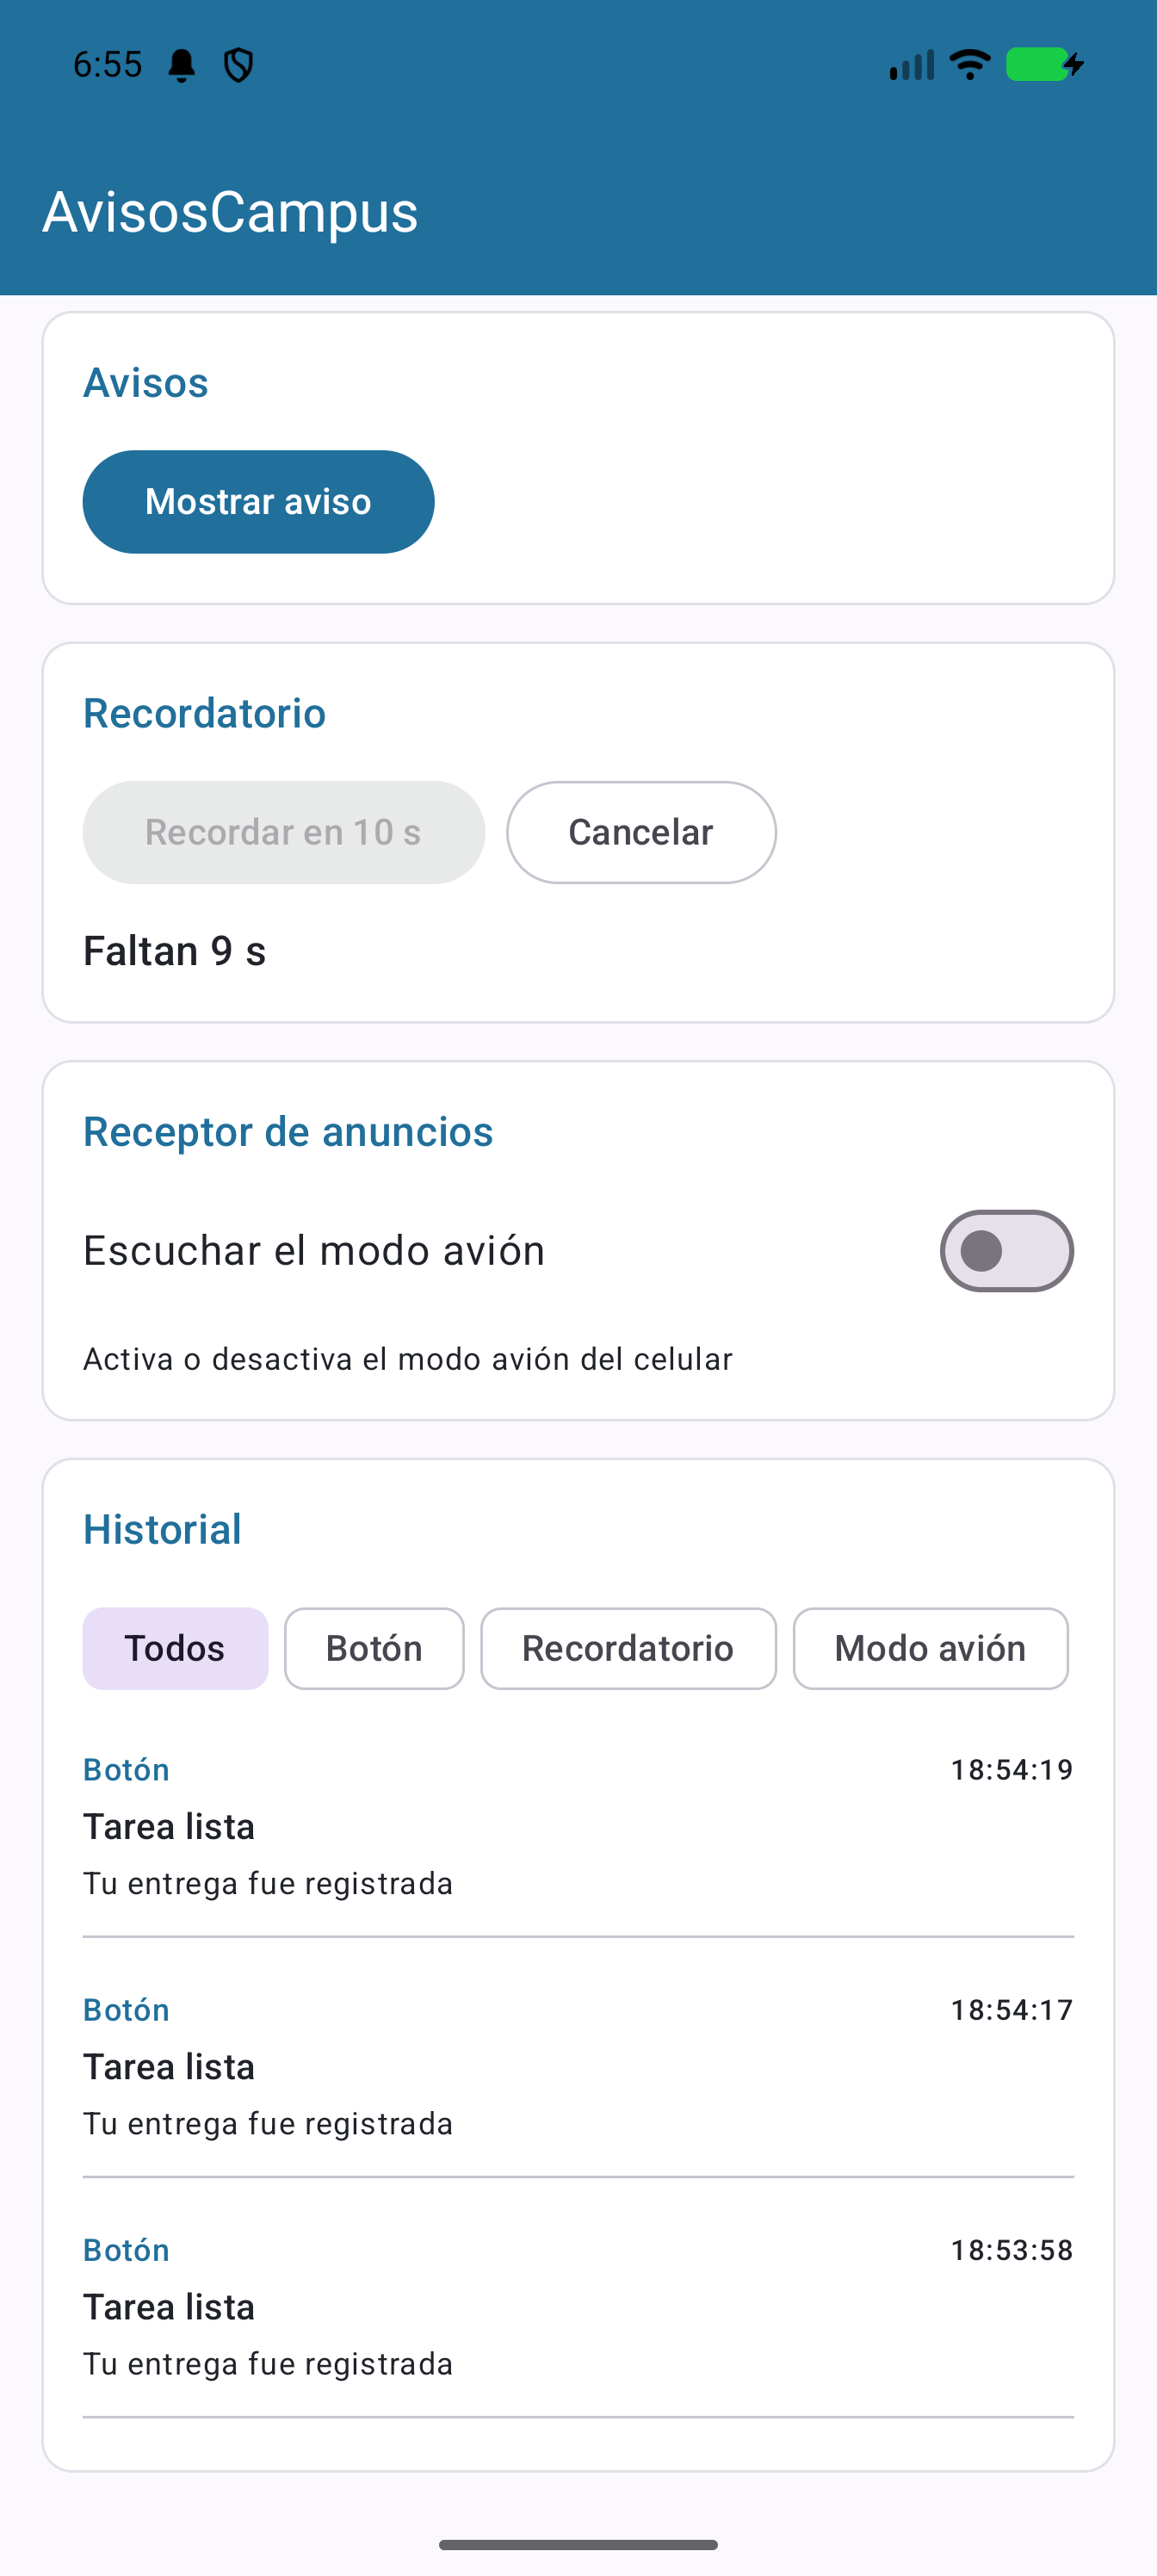 6:55
AvisosCampus
Avisos
Mostrar aviso
Recordatorio
Recordar en 10 s
Cancelar
Faltan 9 s
Receptor de anuncios
Escuchar el modo avión
Activa o desactiva el modo avión del celular
Historial
Todos
Botón
Recordatorio
Modo avión
Botón 18:54:19
Tarea lista
Tu entrega fue registrada
Botón 18:54:17
Tarea lista
Tu entrega fue registrada
Botón 18:53:58
Tarea lista
Tu entrega fue registrada